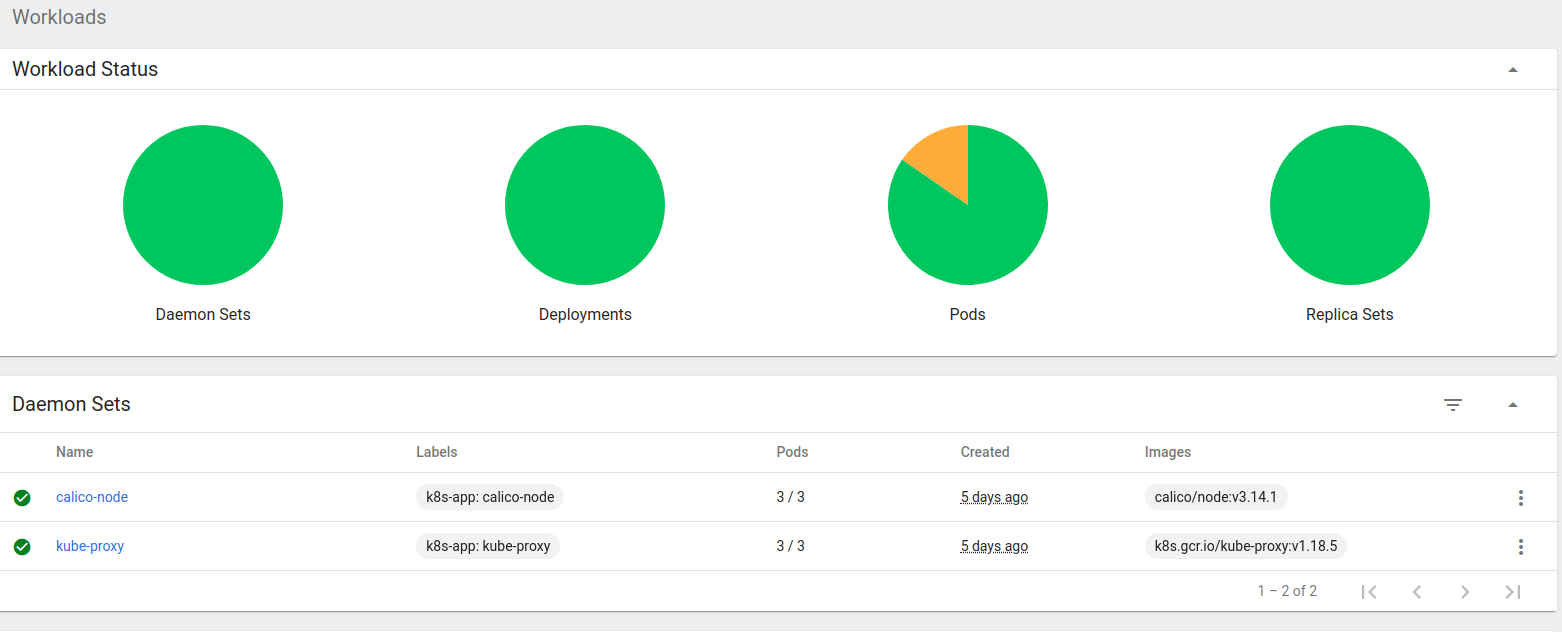 Workloads
Workload Status
Daemon Sets Deployments Pods Replica Sets
Daemon Sets
Name Labels Pods Created Images
calico-node k8s-app: calico-node 3 / 3 5 days ago calico/node:v3.14.1
kube-proxy k8s-app: kube-proxy 3 / 3 5 days ago k8s.gcr.io/kube-proxy:v1.18.5
1 – 2 of 2